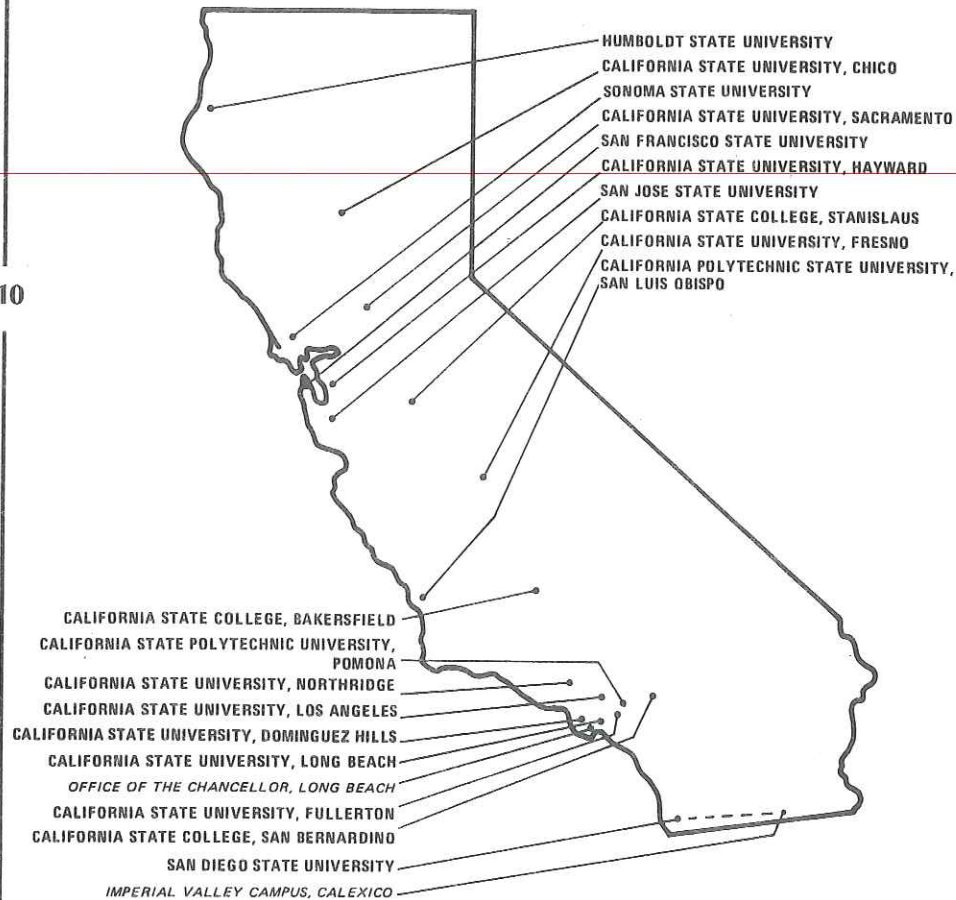 HUMBOLDT STATE UNIVERSITY
CALIFORNIA STATE UNIVERSITY, CHICO
SONOMA STATE UNIVERSITY
CALIFORNIA STATE UNIVERSITY, SACRAMENTO
SAN FRANCISCO STATE UNIVERSITY
CALIFORNIA STATE UNIVERSITY, HAYWARD
SAN JOSE STATE UNIVERSITY
CALIFORNIA STATE COLLEGE, STANISLAUS
CALIFORNIA STATE UNIVERSITY, FRESNO
CALIFORNIA POLYTECHNIC STATE UNIVERSITY,
SAN LUIS OBISPO
10
CALIFORNIA STATE COLLEGE, BAKERSFIELD
CALIFORNIA STATE POLYTECHNIC UNIVERSITY,
POMONA
CALIFORNIA STATE UNIVERSITY, NORTHRIDGE
CALIFORNIA STATE UNIVERSITY, LOS ANGELES
CALIFORNIA STATE UNIVERSITY, DOMINGUEZ HILLS
CALIFORNIA STATE UNIVERSITY, LONG BEACH
OFFICE OF THE CHANCELLOR, LONG BEACH
CALIFORNIA STATE UNIVERSITY, FULLERTON
CALIFORNIA STATE COLLEGE, SAN BERNARDINO
SAN DIEGO STATE UNIVERSITY
IMPERIAL VALLEY CAMPUS, CALEXICO